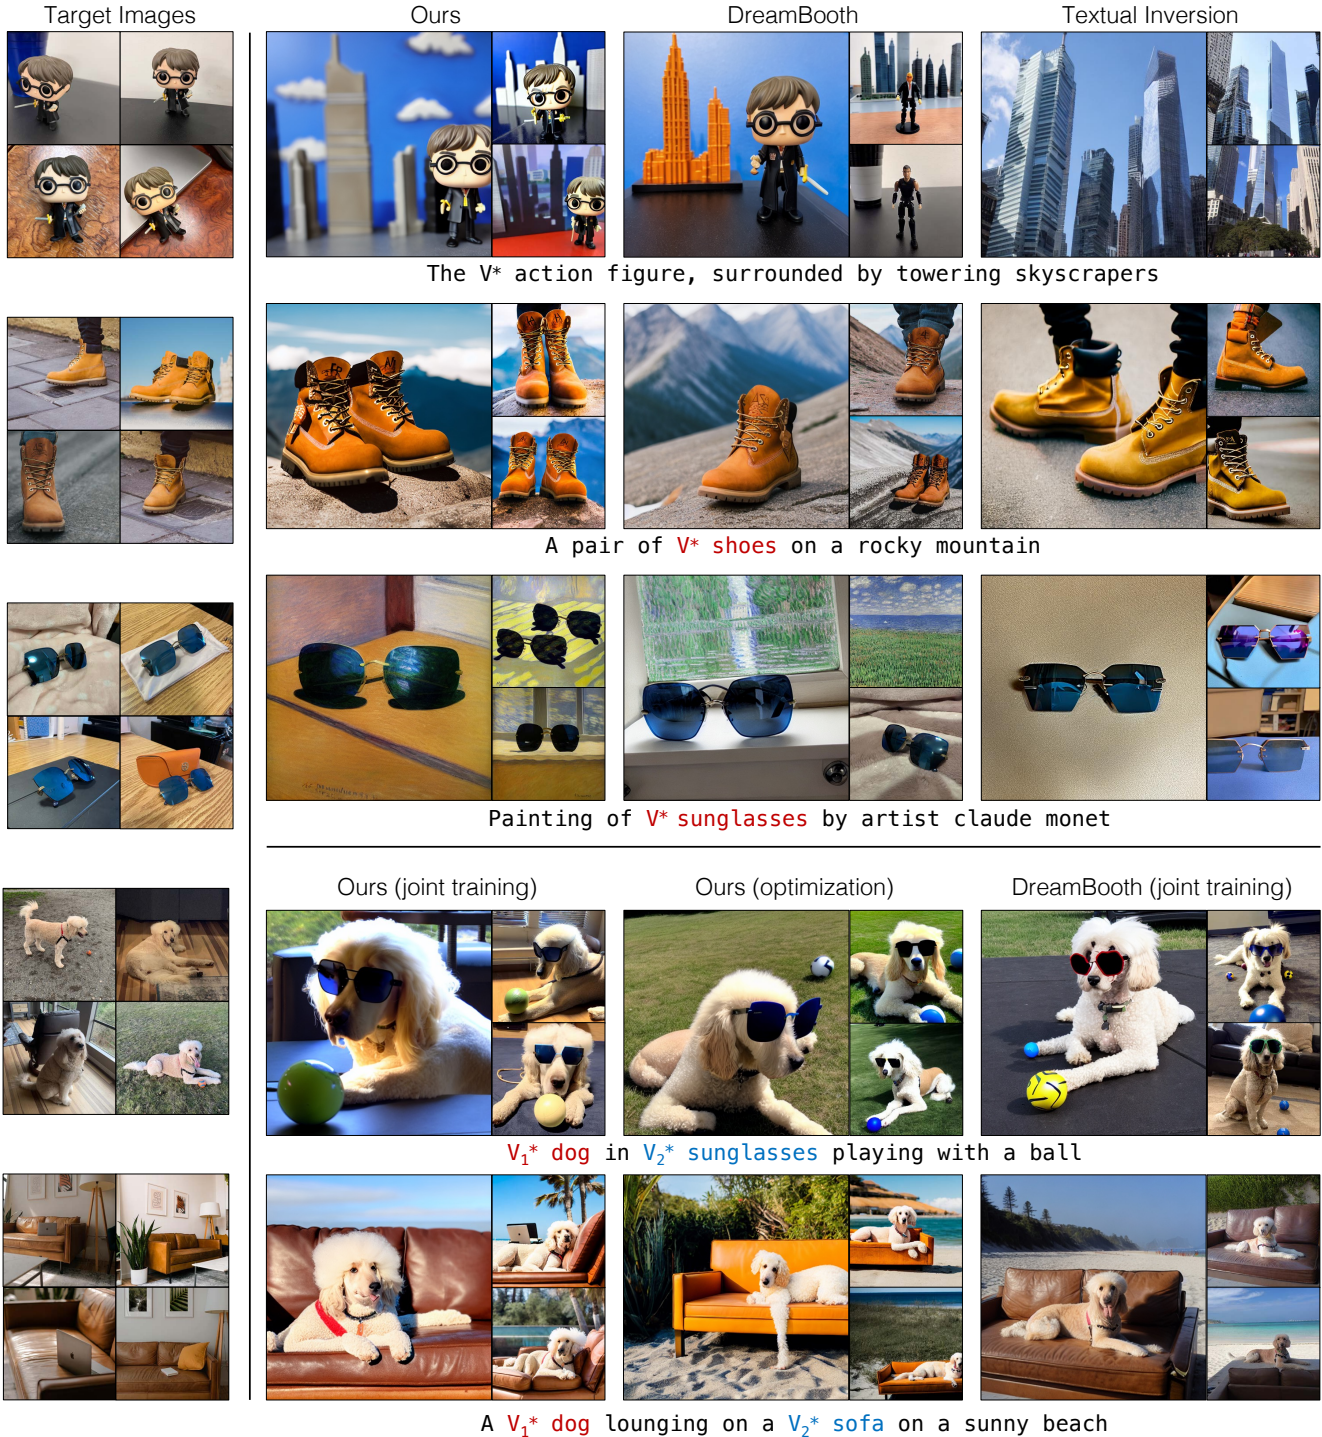 Target Images
Ours
DreamBooth
Textual Inversion
The V* action figure, surrounded by towering skyscrapers
A pair of V* shoes on a rocky mountain
Painting of V* sunglasses by artist claude monet
Ours (joint training)
Ours (optimization)
DreamBooth (joint training)
V₁* dog in V₂* sunglasses playing with a ball
A V₁* dog lounging on a V₂* sofa on a sunny beach